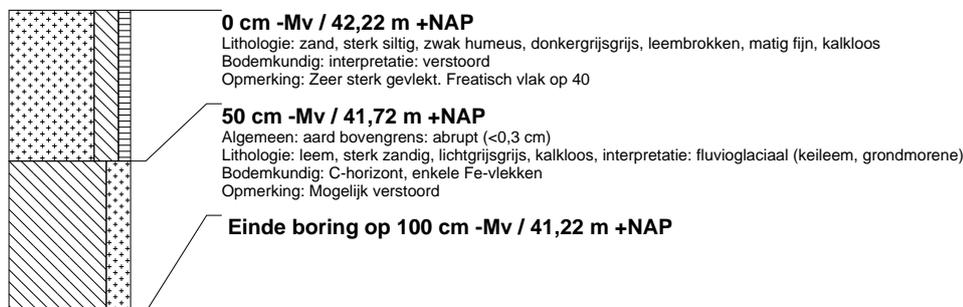 0 cm -Mv / 42,22 m +NAP
Lithologie: zand, sterk siltig, zwak humeus, donkergrijsgrijs, leembrokken, matig fijn, kalkloos
Bodemkundig: interpretatie: verstoord
Opmerking: Zeer sterk gevlekt. Freatisch vlak op 40
50 cm -Mv / 41,72 m +NAP
Algemeen: aard bovengrens: abrupt (<0,3 cm)
Lithologie: leem, sterk zandig, lichtgrijsgrijs, kalkloos, interpretatie: fluvioglaciaal (keileem, grondmorene)
Bodemkundig: C-horizont, enkele Fe-vlekken
Opmerking: Mogelijk verstoord
Einde boring op 100 cm -Mv / 41,22 m +NAP